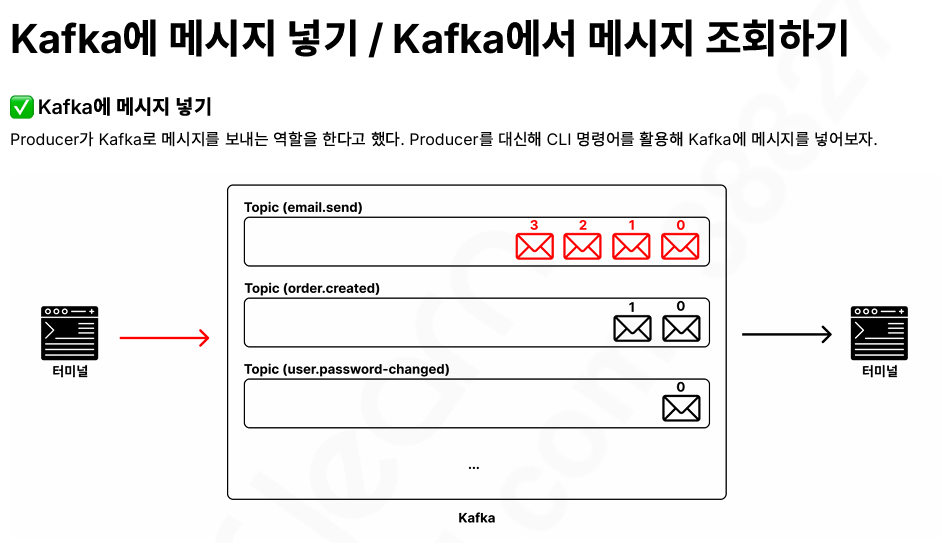 Kafka에 메시지 넣기 / Kafka에서 메시지 조회하기
✅ Kafka에 메시지 넣기
Producer가 Kafka로 메시지를 보내는 역할을 한다고 했다. Producer를 대신해 CLI 명령어를 활용해 Kafka에 메시지를 넣어보자.
Topic (email.send)
3 2 1 0
Topic (order.created)
1 0
터미널
터미널
Topic (user.password-changed)
0
...
Kafka